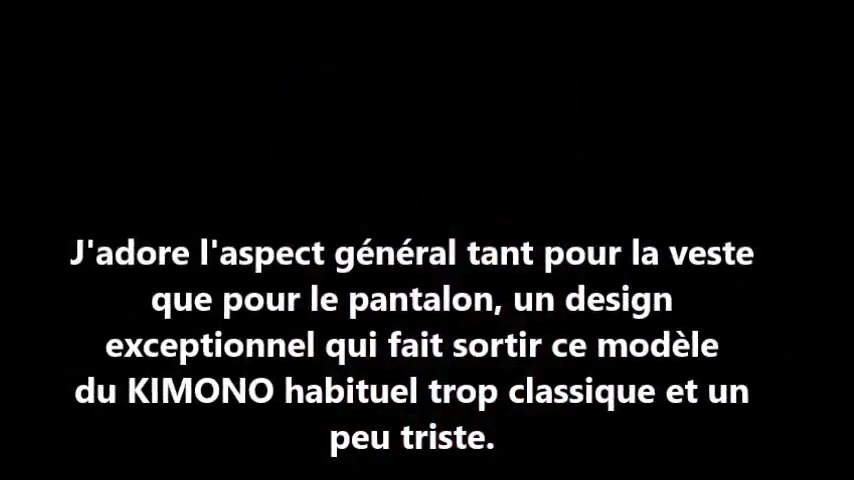 J'adore l'aspect général tant pour la veste
que pour le pantalon, un design
exceptionnel qui fait sortir ce modèle
du KIMONO habituel trop classique et un
peu triste.